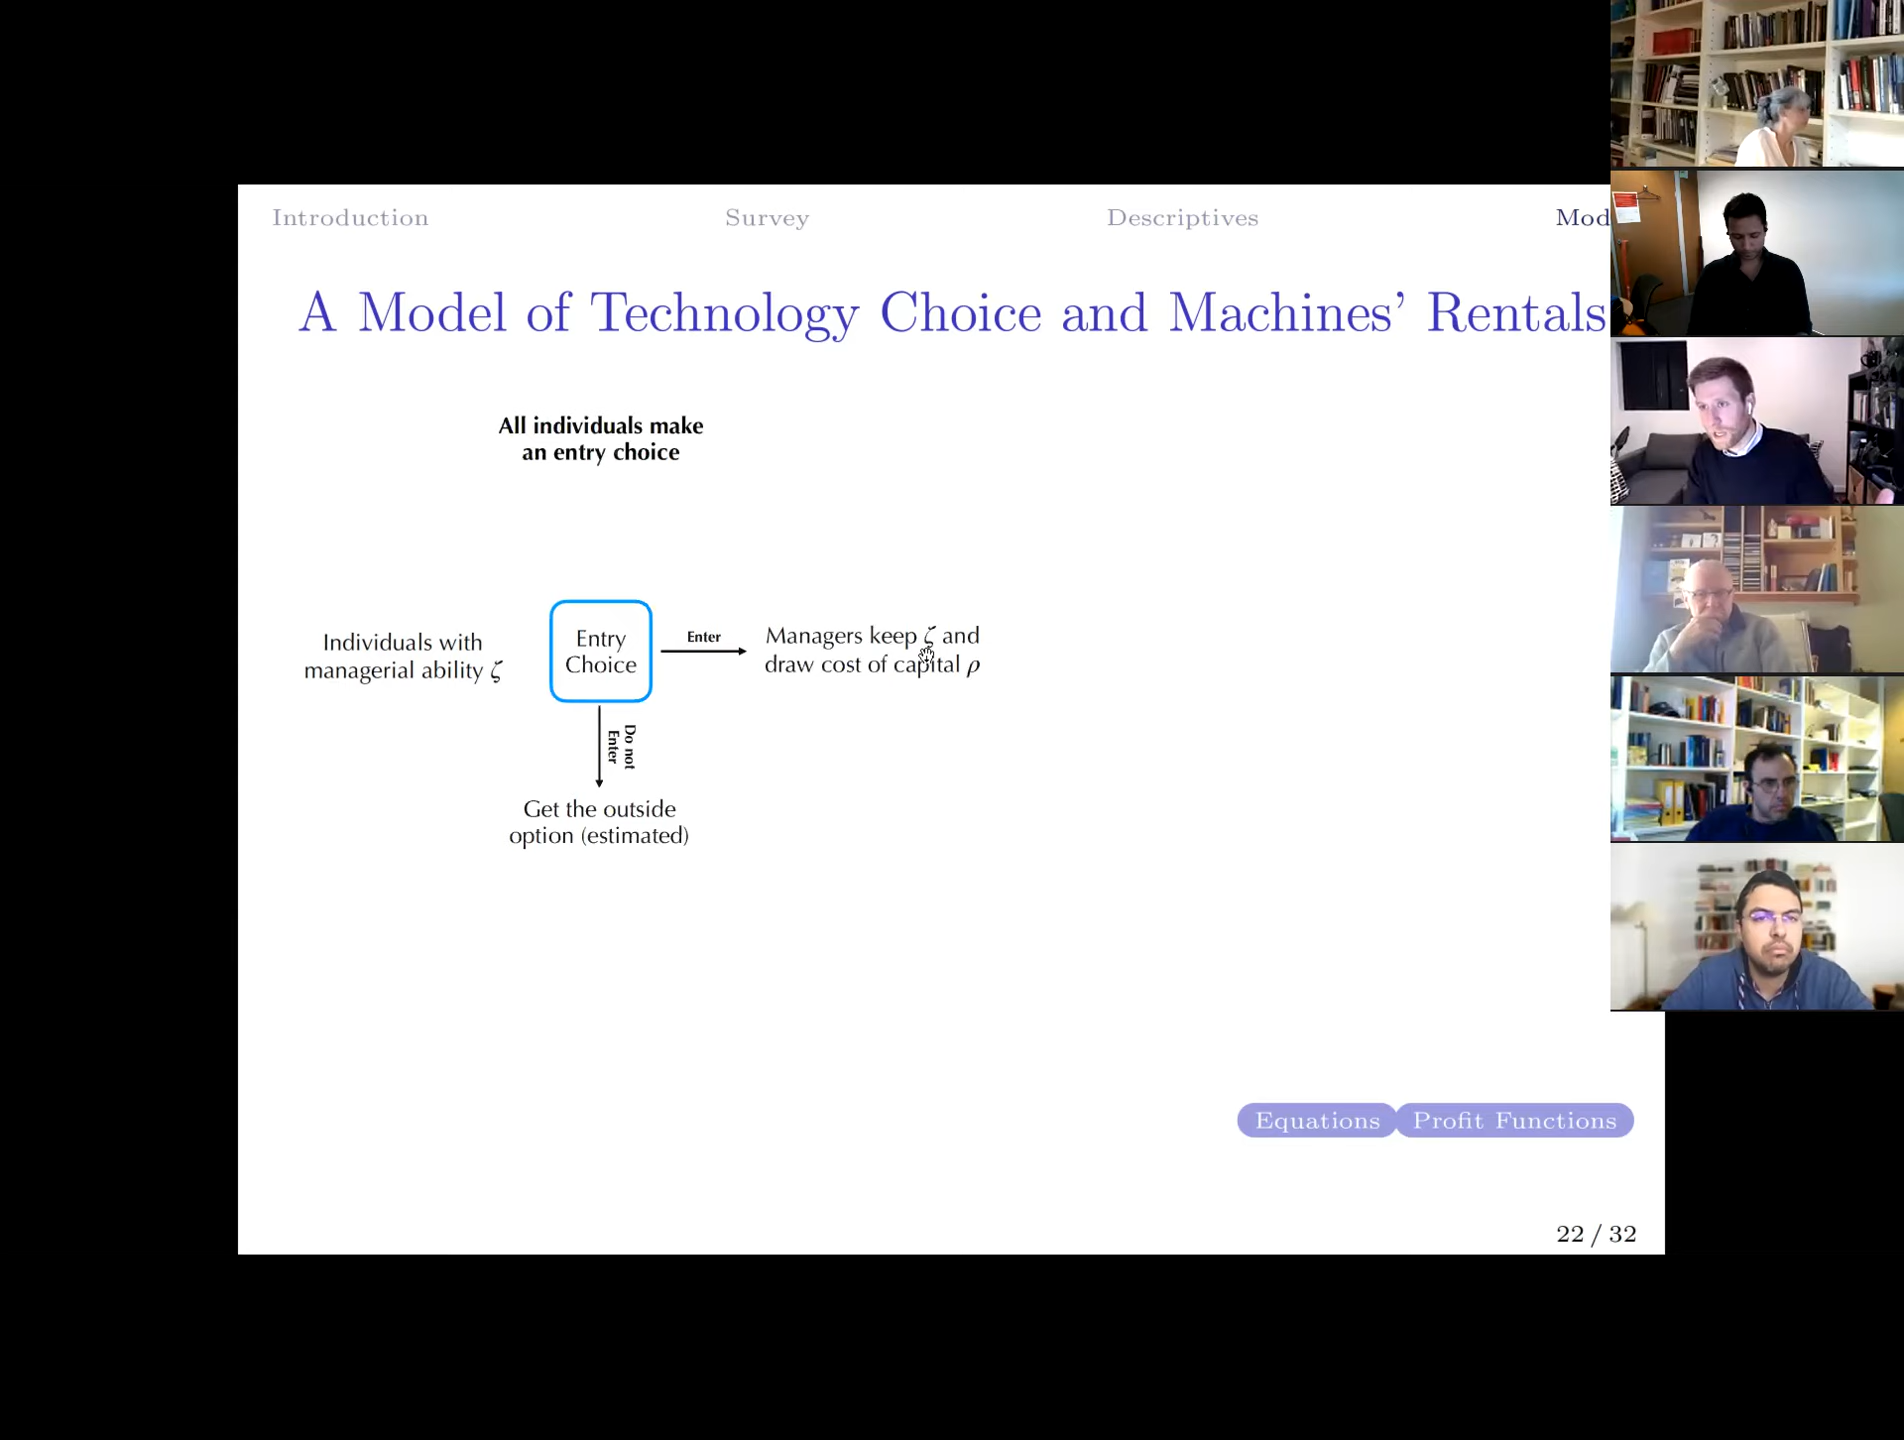 Introduction Survey Descriptives Mod
A Model of Technology Choice and Machines’ Rentals
All individuals make
an entry choice
Individuals with
managerial ability ζ
Entry
Choice
Enter
Managers keep ζ and
draw cost of capital ρ
Do not
Enter
Get the outside
option (estimated)
Equations Profit Functions
22 / 32